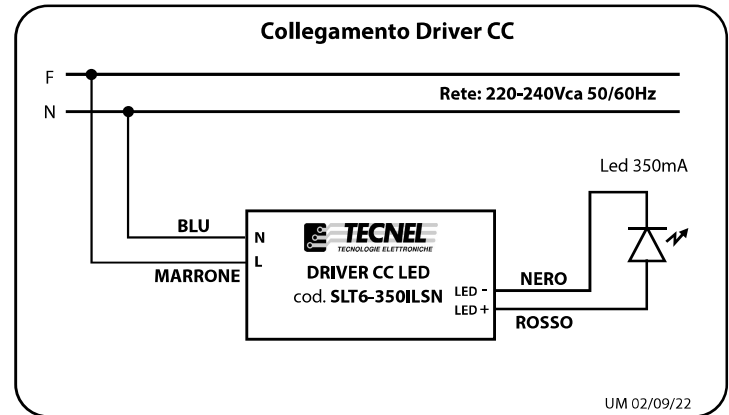 Collegamento Driver CC
F
Rete: 220-240Vca 50/60Hz
N
Led 350mA
BLU
N
TECNEL
TECNOLOGIE ELETTRONICHE
L
MARRONE
DRIVER CC LED
cod. SLT6-350ILSN
LED -
NERO
LED +
ROSSO
UM 02/09/22